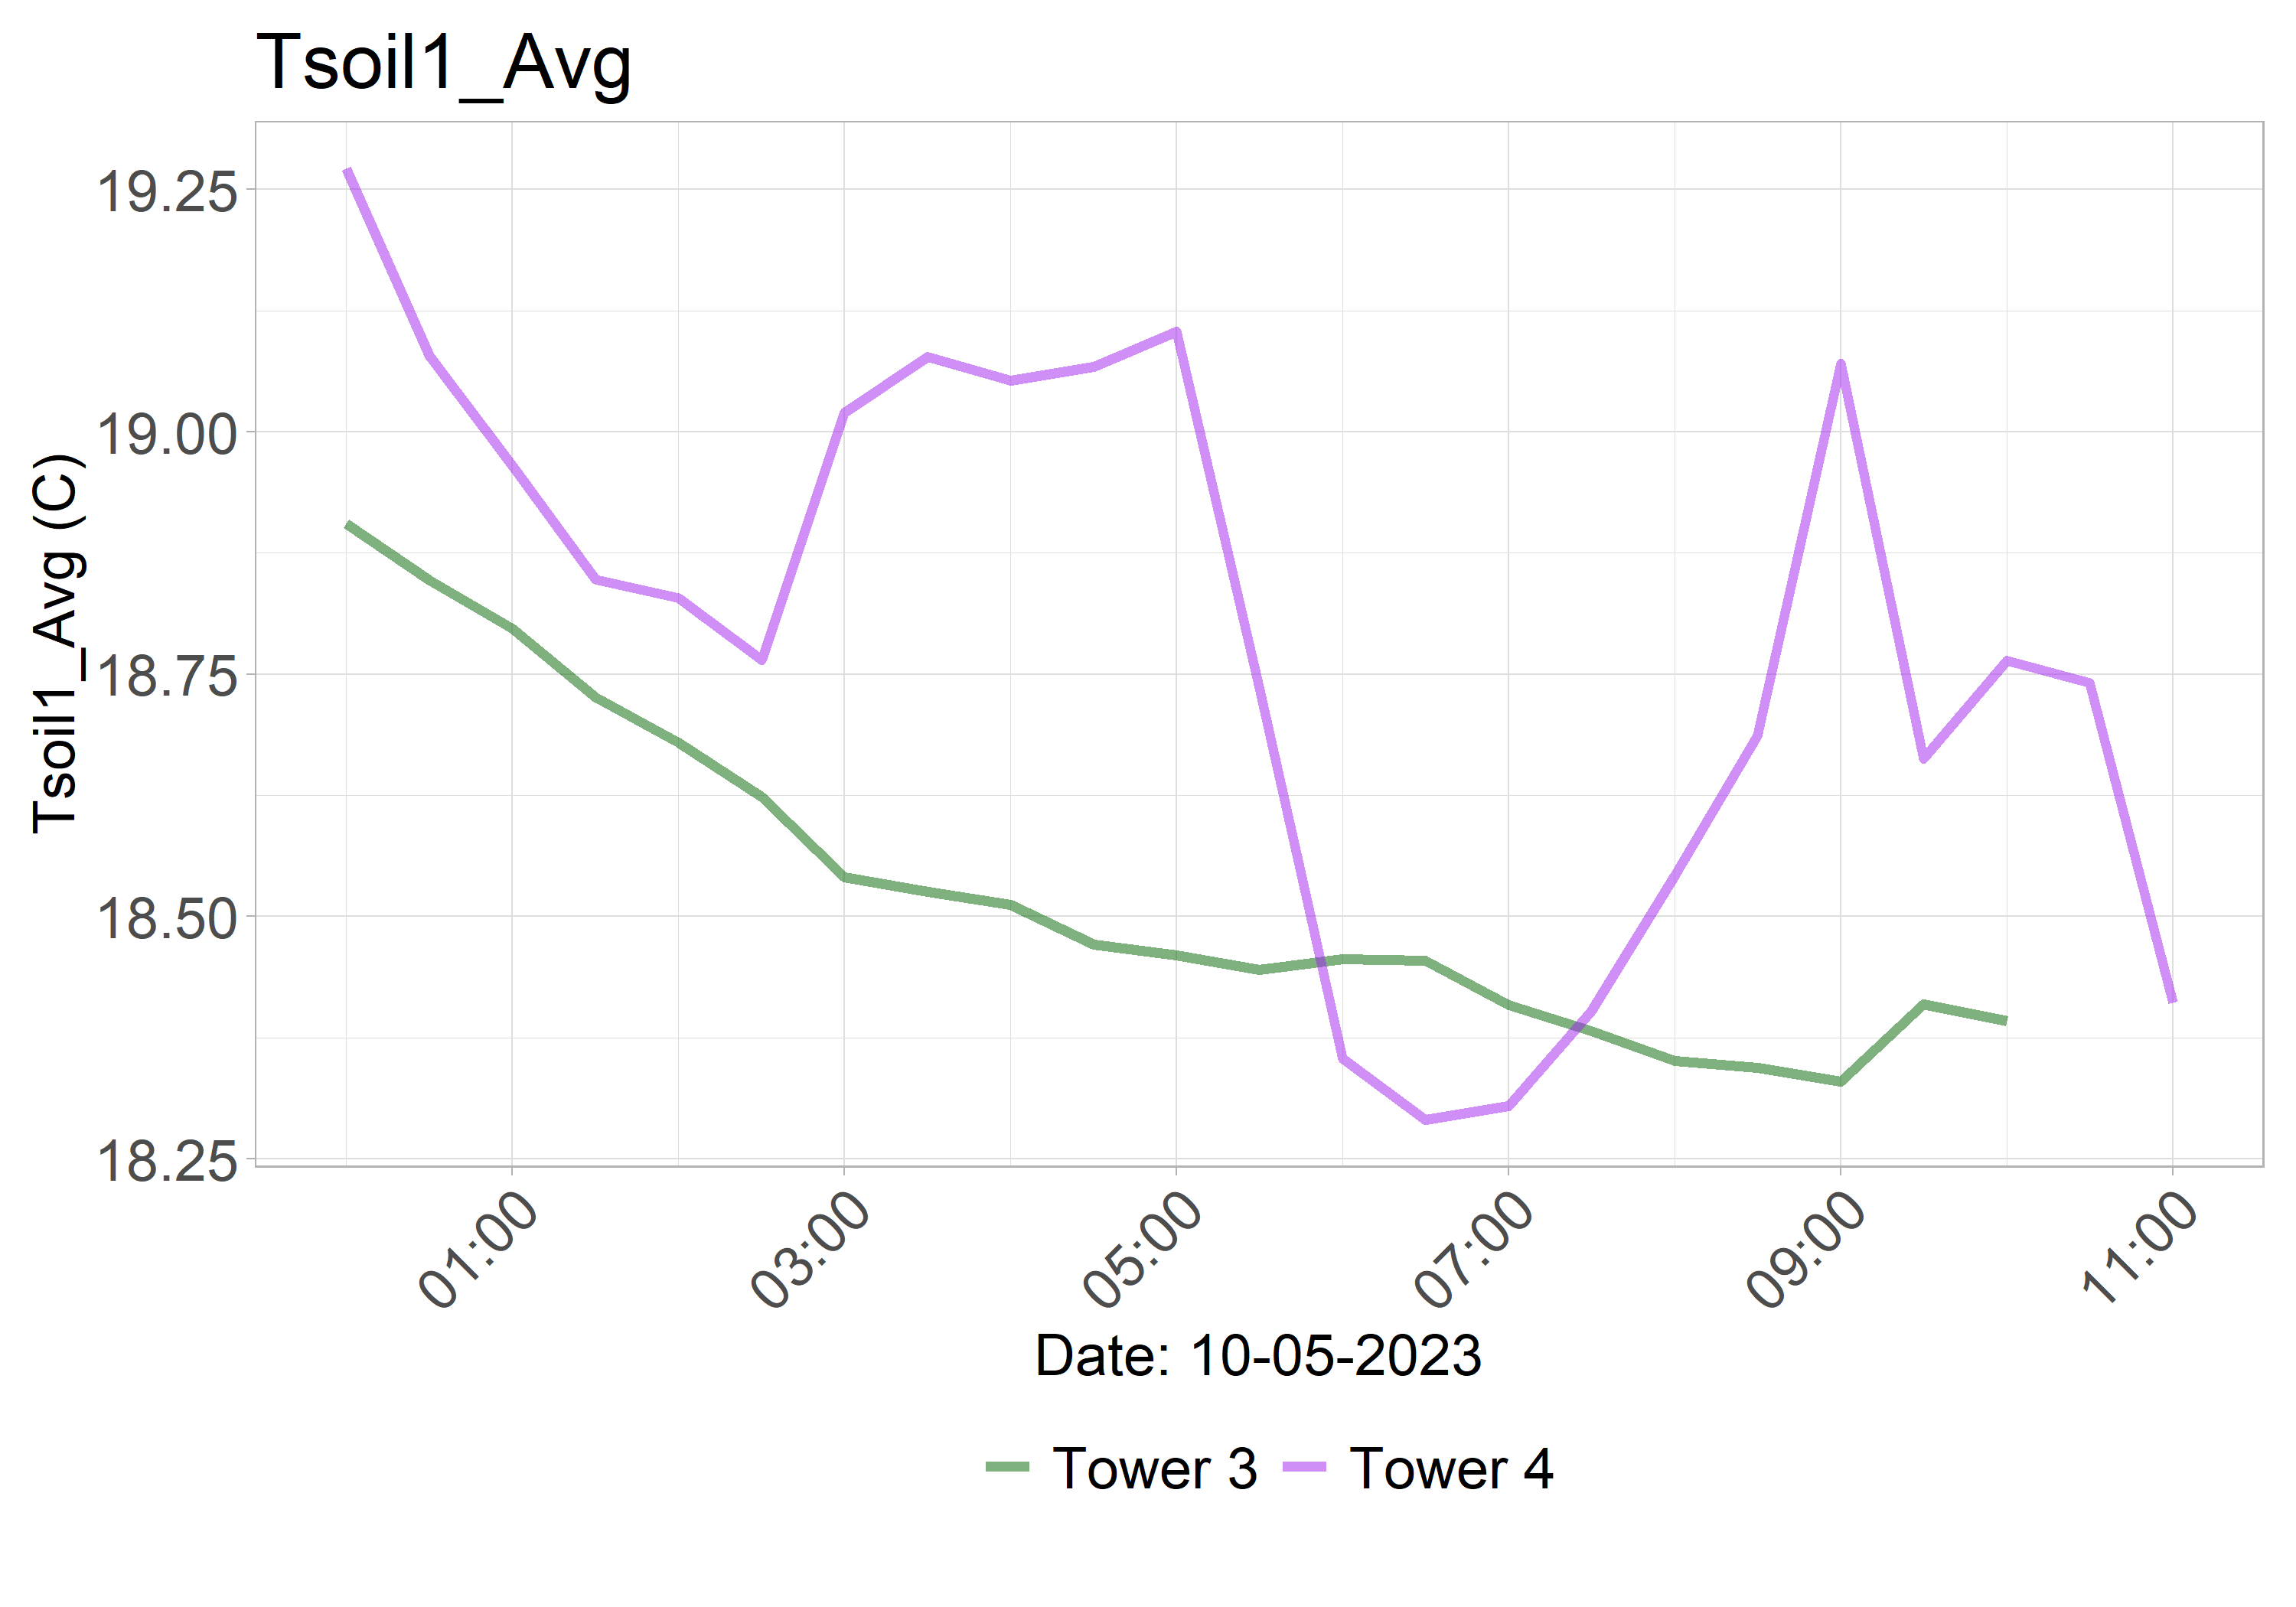 Tsoil1_Avg
Tsoil1_Avg (C)
19.25
19.00
18.75
18.50
18.25
01:00 03:00 05:00 07:00 09:00 11:00
Date: 10-05-2023
Tower 3 Tower 4